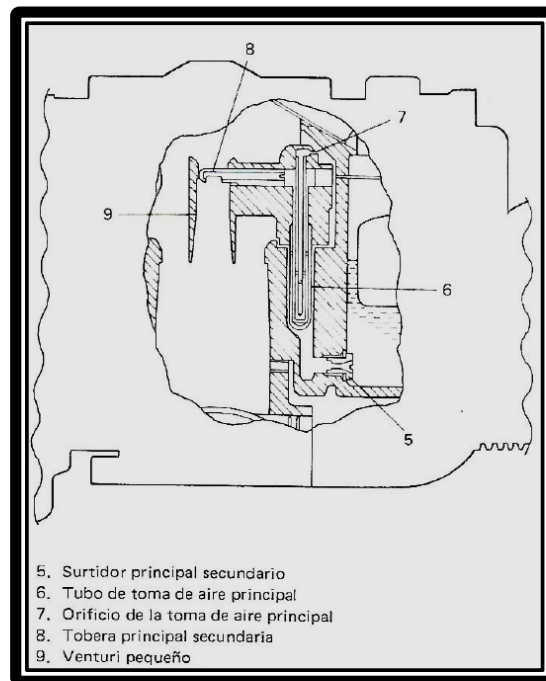 8
7
9
6
5
5. Surtidor principal secundario
6. Tubo de toma de aire principal
7. Orificio de la toma de aire principal
8. Tobera principal secundaria
9. Venturi pequeño